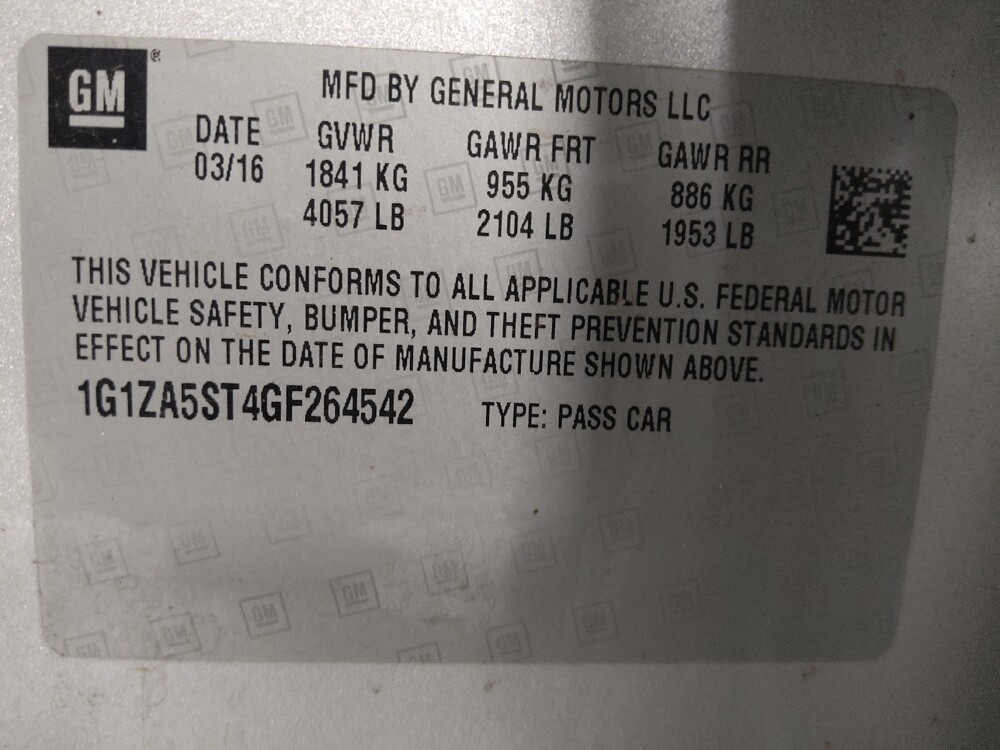 GM®
MFD BY GENERAL MOTORS LLC
DATE GVWR GAWR FRT GAWR RR
03/16 1841 KG 955 KG 886 KG
4057 LB 2104 LB 1953 LB
THIS VEHICLE CONFORMS TO ALL APPLICABLE U.S. FEDERAL MOTOR
VEHICLE SAFETY, BUMPER, AND THEFT PREVENTION STANDARDS IN
EFFECT ON THE DATE OF MANUFACTURE SHOWN ABOVE.
1G1ZA5ST4GF264542 TYPE: PASS CAR